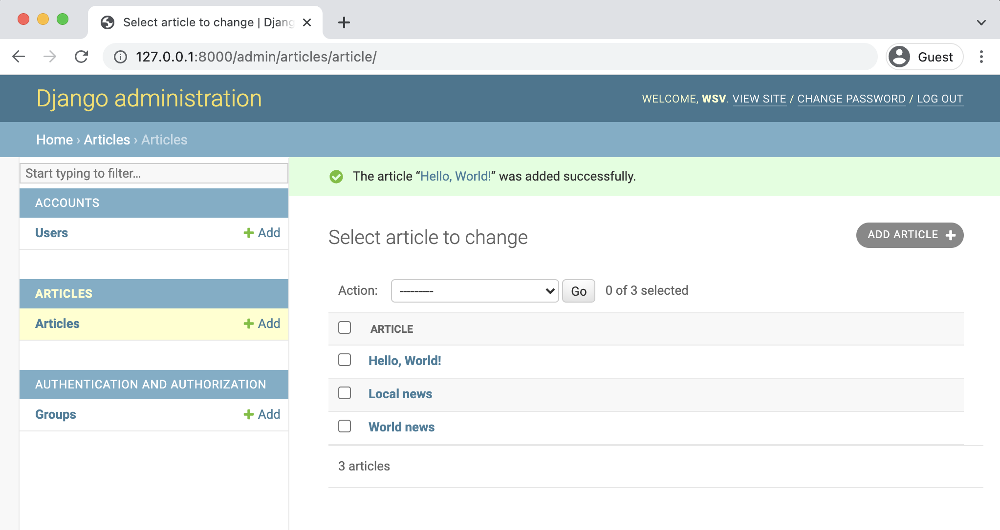 Select article to change | Djang
127.0.0.1:8000/admin/articles/article/
Guest
Django administration
WELCOME, WSV. VIEW SITE / CHANGE PASSWORD / LOG OUT
Home › Articles › Articles
Start typing to filter...
ACCOUNTS
Users
Add
ARTICLES
Articles
Add
AUTHENTICATION AND AUTHORIZATION
Groups
Add
The article “Hello, World!” was added successfully.
Select article to change
ADD ARTICLE
Action: --------- Go 0 of 3 selected
ARTICLE
Hello, World!
Local news
World news
3 articles